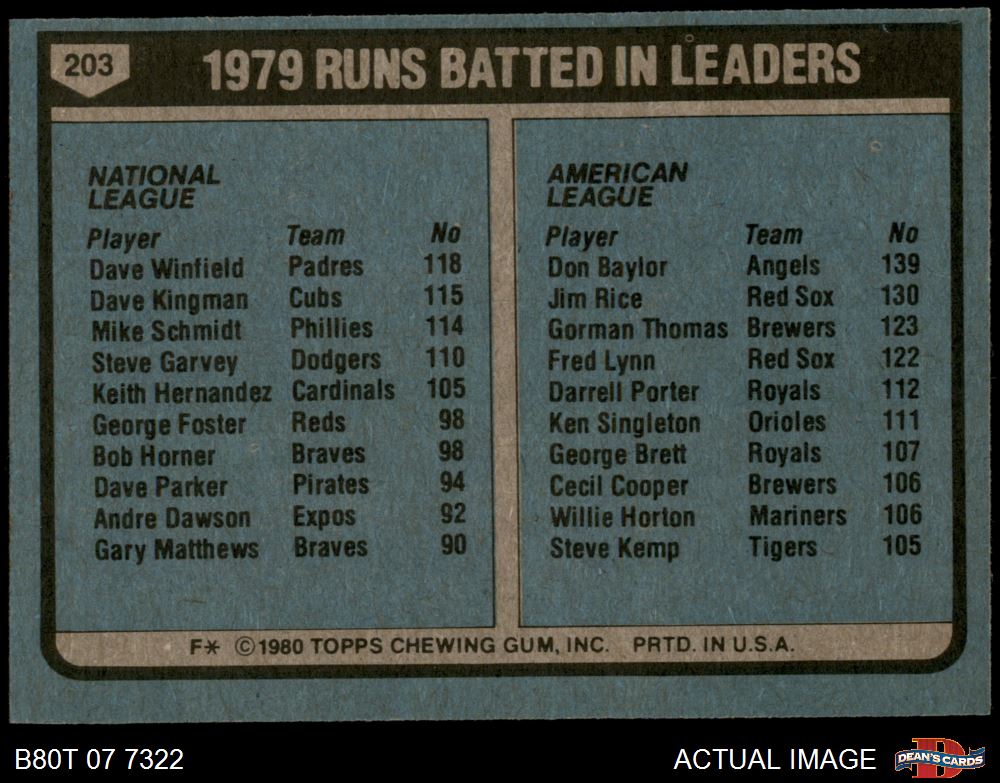 203
1979 RUNS BATTED IN LEADERS
NATIONAL
LEAGUE
Player Team No
Dave Winfield Padres 118
Dave Kingman Cubs 115
Mike Schmidt Phillies 114
Steve Garvey Dodgers 110
Keith Hernandez Cardinals 105
George Foster Reds 98
Bob Horner Braves 98
Dave Parker Pirates 94
Andre Dawson Expos 92
Gary Matthews Braves 90
AMERICAN
LEAGUE
Player Team No
Don Baylor Angels 139
Jim Rice Red Sox 130
Gorman Thomas Brewers 123
Fred Lynn Red Sox 122
Darrell Porter Royals 112
Ken Singleton Orioles 111
George Brett Royals 107
Cecil Cooper Brewers 106
Willie Horton Mariners 106
Steve Kemp Tigers 105
F* ©1980 TOPPS CHEWING GUM, INC. PRTD. IN U.S.A.
B80T 07 7322 ACTUAL IMAGE
D
DEAN'S CARDS